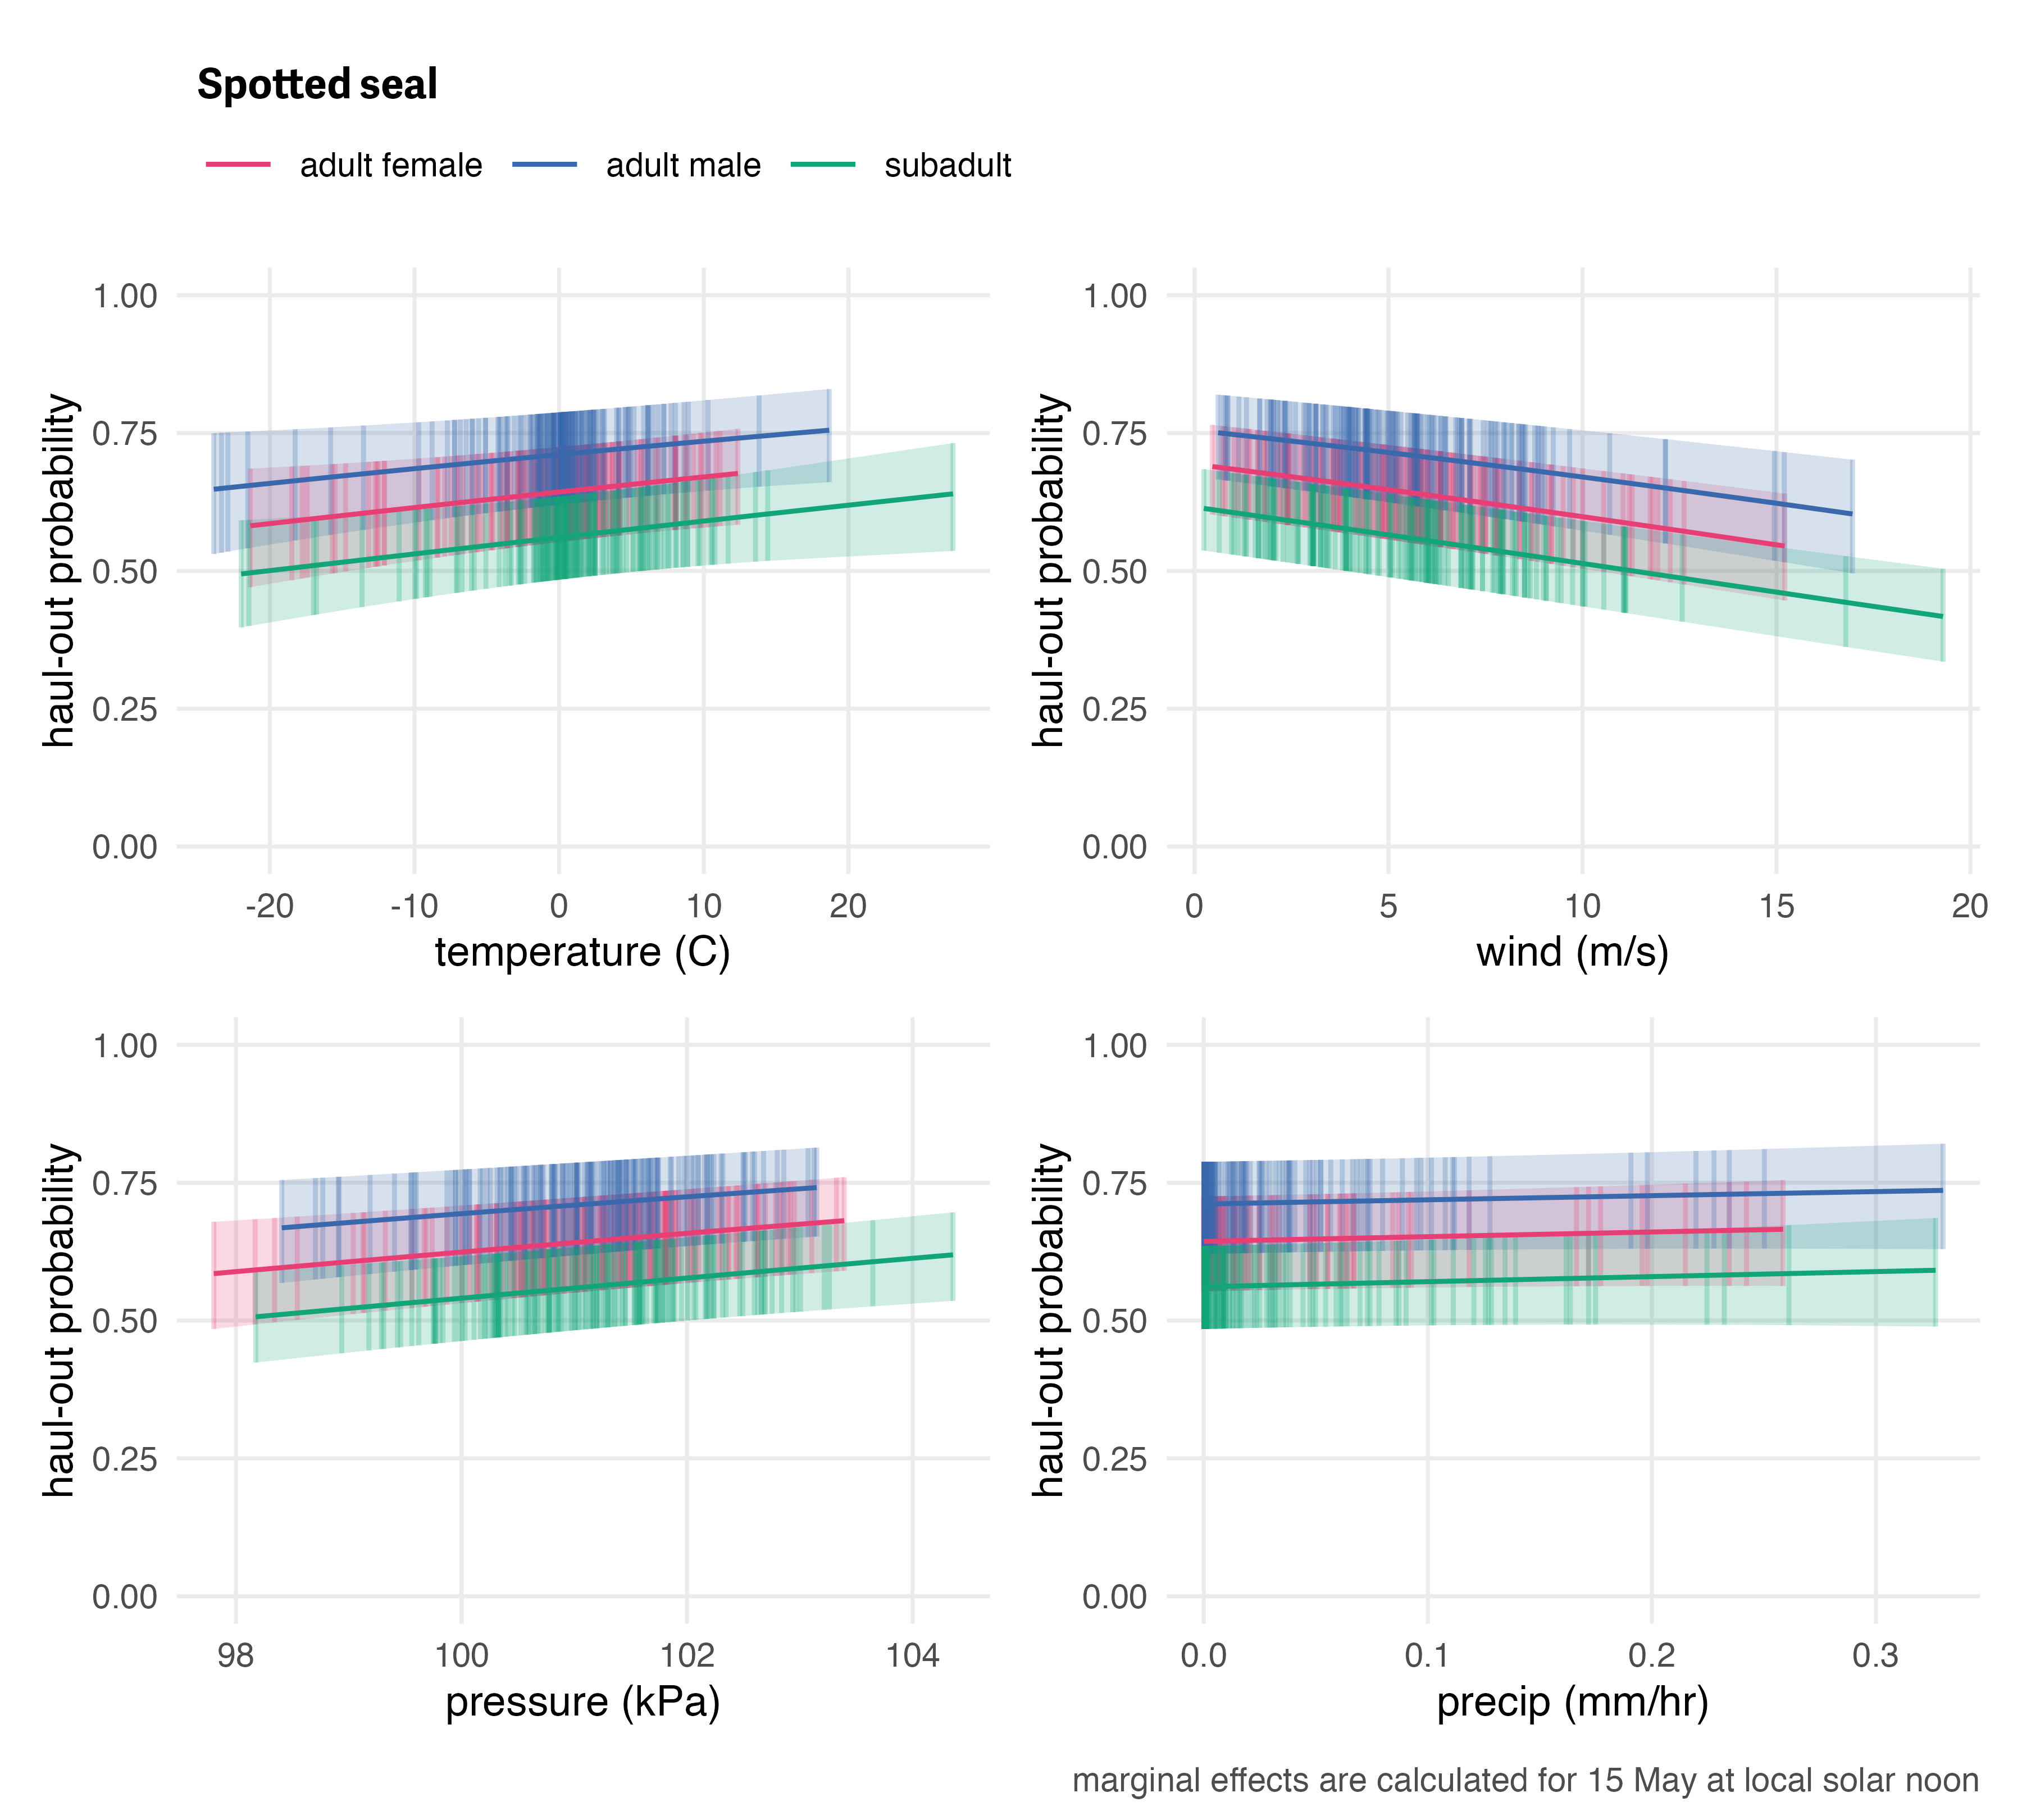 Spotted seal
adult female adult male subadult
haul-out probability
1.00
0.75
0.50
0.25
0.00
-20 -10 0 10 20
temperature (C)
haul-out probability
1.00
0.75
0.50
0.25
0.00
0 5 10 15 20
wind (m/s)
haul-out probability
1.00
0.75
0.50
0.25
0.00
98 100 102 104
pressure (kPa)
haul-out probability
1.00
0.75
0.50
0.25
0.00
0.0 0.1 0.2 0.3
precip (mm/hr)
marginal effects are calculated for 15 May at local solar noon